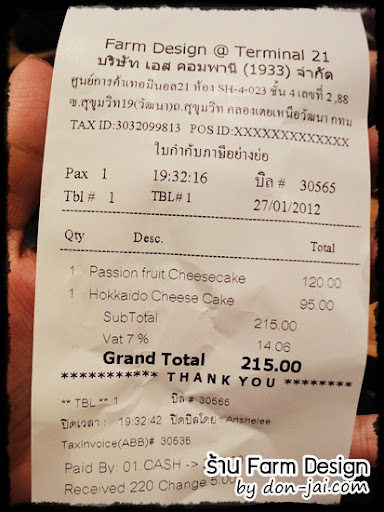 Farm Design @ Terminal 21
บริษัท เอส คอมพานี (1933) จำกัด
ศูนย์การค้าเทอมินอล21 ห้อง SH-4-023 ชั้น 4 เลขที่ 2 ,88
ซ.สุขุมวิท19(วัฒนา)ถ.สุขุมวิท คลองเตยเหนือวัฒนา กทม
TAX ID:3032099813 POS ID:XXXXXXXXXXXXX
ใบกำกับภาษีอย่างย่อ
Pax 1 19:32:16 บิล # 30565
Tbl # 1 TBL# 1 27/01/2012
Qty Desc. Total
1 Passion fruit Cheesecake 120.00
1 Hokkaido Cheese Cake 95.00
SubTotal 215.00
Vat 7 % 14.06
Grand Total 215.00
*********** THANK YOU ********
** TBL ** 1 บิล # 30565
ปิดเวลา : 19:32:42 ปิดบิลโดย : Anshelee
Taxinvoice(ABB)# 30535
Paid By: 01.CASH ->
Received 220 Change 5.00
ร้าน Farm Design
by don-jai.com